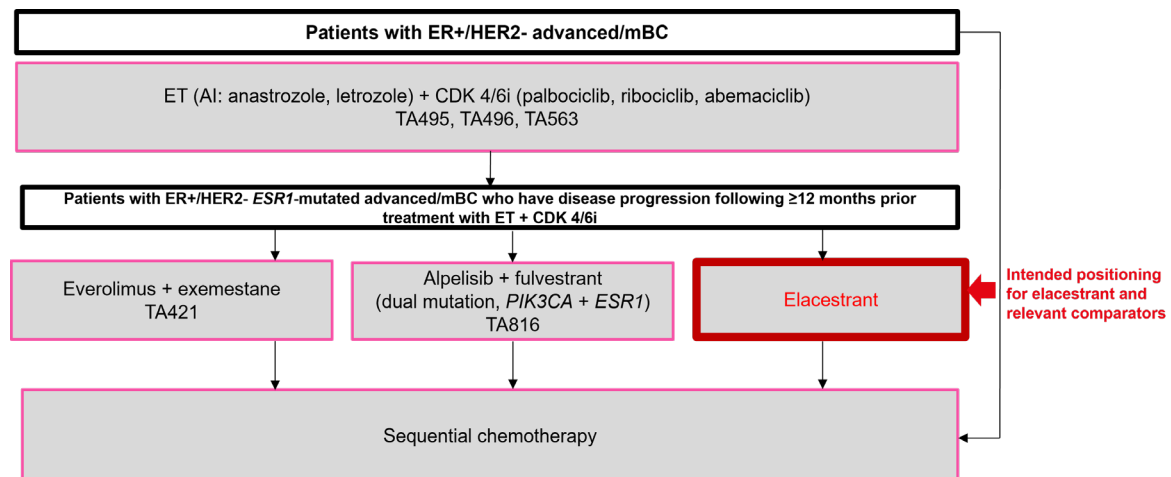 Patients with ER+/HER2- advanced/mBC
ET (AI: anastrozole, letrozole) + CDK 4/6i (palbociclib, ribociclib, abemaciclib)
TA495, TA496, TA563
Patients with ER+/HER2- ESR1-mutated advanced/mBC who have disease progression following ≥12 months prior
treatment with ET + CDK 4/6i
Everolimus + exemestane
TA421
Alpelisib + fulvestrant
(dual mutation, PIK3CA + ESR1)
TA816
Elacestrant
Intended positioning
for elacestrant and
relevant comparators
Sequential chemotherapy